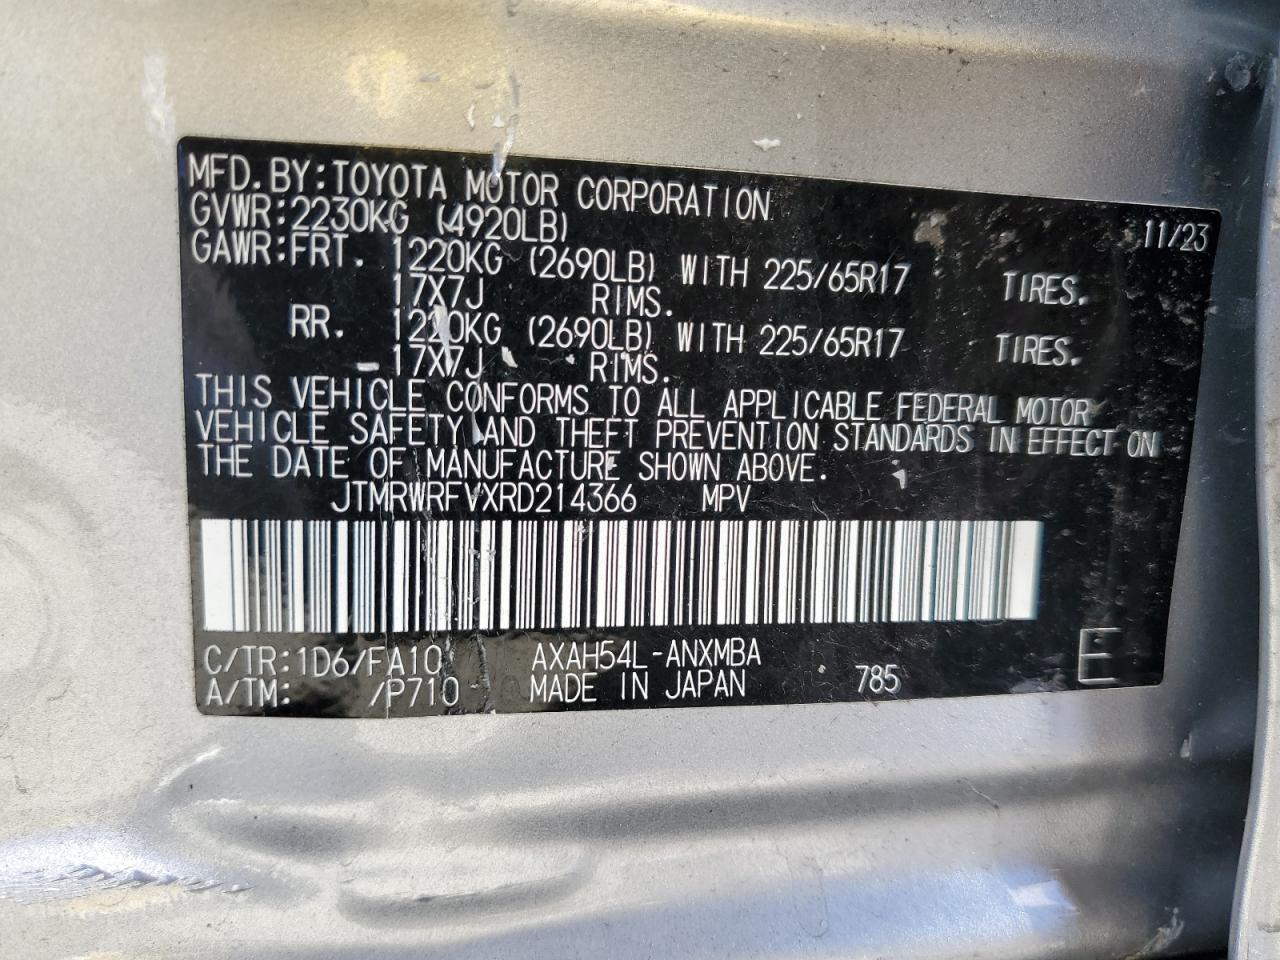 MFD. BY: TOYOTA MOTOR CORPORATION 11/23
GVWR: 2230KG (4920LB)
GAWR: FRT. 1220KG (2690LB) WITH 225/65R17 TIRES.
17X7J RIMS.
RR. 1220KG (2690LB) WITH 225/65R17 TIRES.
17X7J RIMS.
THIS VEHICLE CONFORMS TO ALL APPLICABLE FEDERAL MOTOR
VEHICLE SAFETY AND THEFT PREVENTION STANDARDS IN EFFECT ON
THE DATE OF MANUFACTURE SHOWN ABOVE.
JTMRWRFVXRD214366 MPV
C/TR: 1D6/FA10 AXAH54L-ANXMBA
A/TM: /P710 MADE IN JAPAN 785 E